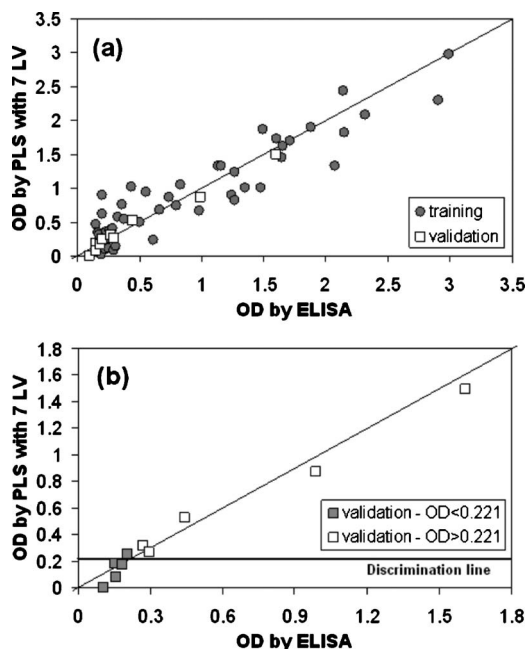 (a)
OD by PLS with 7 LV
3.5
3
2.5
2
1.5
1
0.5
0
0 0.5 1 1.5 2 2.5 3 3.5
OD by ELISA
training
validation
(b)
OD by PLS with 7 LV
1.8
1.6
1.4
1.2
1
0.8
0.6
0.4
0.2
0
0 0.3 0.6 0.9 1.2 1.5 1.8
OD by ELISA
validation - OD<0.221
validation - OD>0.221
Discrimination line